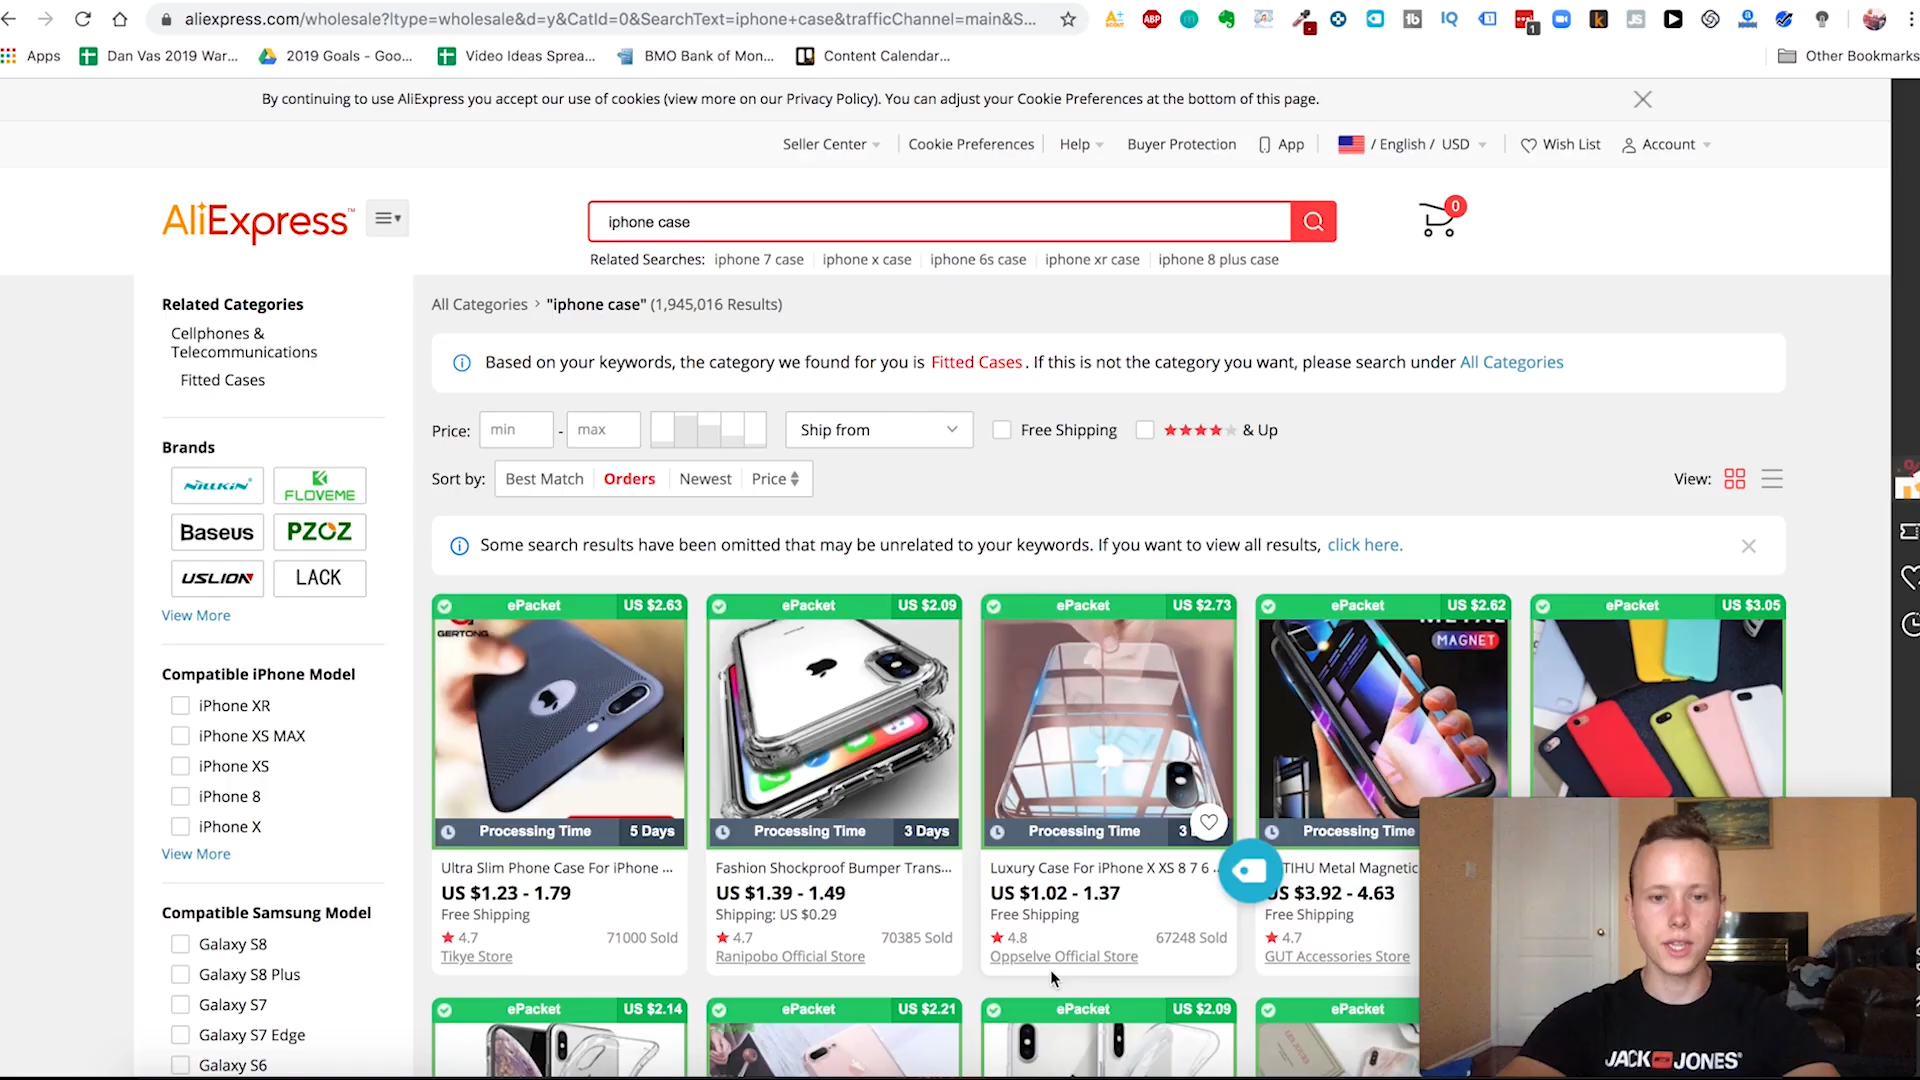 aliexpress.com/wholesale?ltype=wholesale&d=y&CatId=0&SearchText=iphone+case&trafficChannel=main&S...
Apps Dan Vas 2019 War... 2019 Goals - Goo... Video Ideas Sprea... BMO Bank of Mon... Content Calendar... Other Bookmarks
By continuing to use AliExpress you accept our use of cookies (view more on our Privacy Policy). You can adjust your Cookie Preferences at the bottom of this page.
Seller Center Cookie Preferences Help Buyer Protection App / English / USD Wish List Account
AliExpress™
iphone case
0
Related Searches: iphone 7 case iphone x case iphone 6s case iphone xr case iphone 8 plus case
Related Categories
Cellphones &
Telecommunications
Fitted Cases
Brands
NILLKIN FLOVEME
Baseus PZOZ
USLION LACK
View More
Compatible iPhone Model
iPhone XR
iPhone XS MAX
iPhone XS
iPhone 8
iPhone X
View More
Compatible Samsung Model
Galaxy S8
Galaxy S8 Plus
Galaxy S7
Galaxy S7 Edge
Galaxy S6
All Categories > "iphone case" (1,945,016 Results)
Based on your keywords, the category we found for you is Fitted Cases. If this is not the category you want, please search under All Categories
Price: min - max Ship from Free Shipping & Up
Sort by: Best Match Orders Newest Price View:
Some search results have been omitted that may be unrelated to your keywords. If you want to view all results, click here.
ePacket US $2.63 ePacket US $2.09 ePacket US $2.73 ePacket US $2.62 ePacket US $3.05
GERTONG
METAL
MAGNET
Processing Time 5 Days Processing Time 3 Days Processing Time 3 Processing Time
Ultra Slim Phone Case For iPhone ... Fashion Shockproof Bumper Trans... Luxury Case For iPhone X XS 8 7 6 ... TIHU Metal Magnetic
US $1.23 - 1.79 US $1.39 - 1.49 US $1.02 - 1.37 US $3.92 - 4.63
Free Shipping Shipping: US $0.29 Free Shipping Free Shipping
4.7 71000 Sold 4.7 70385 Sold 4.8 67248 Sold 4.7
Tikye Store Ranipobo Official Store Oppselve Official Store GUT Accessories Store
ePacket US $2.14 ePacket US $2.21 ePacket US $2.09 ePacket
JACK JONES